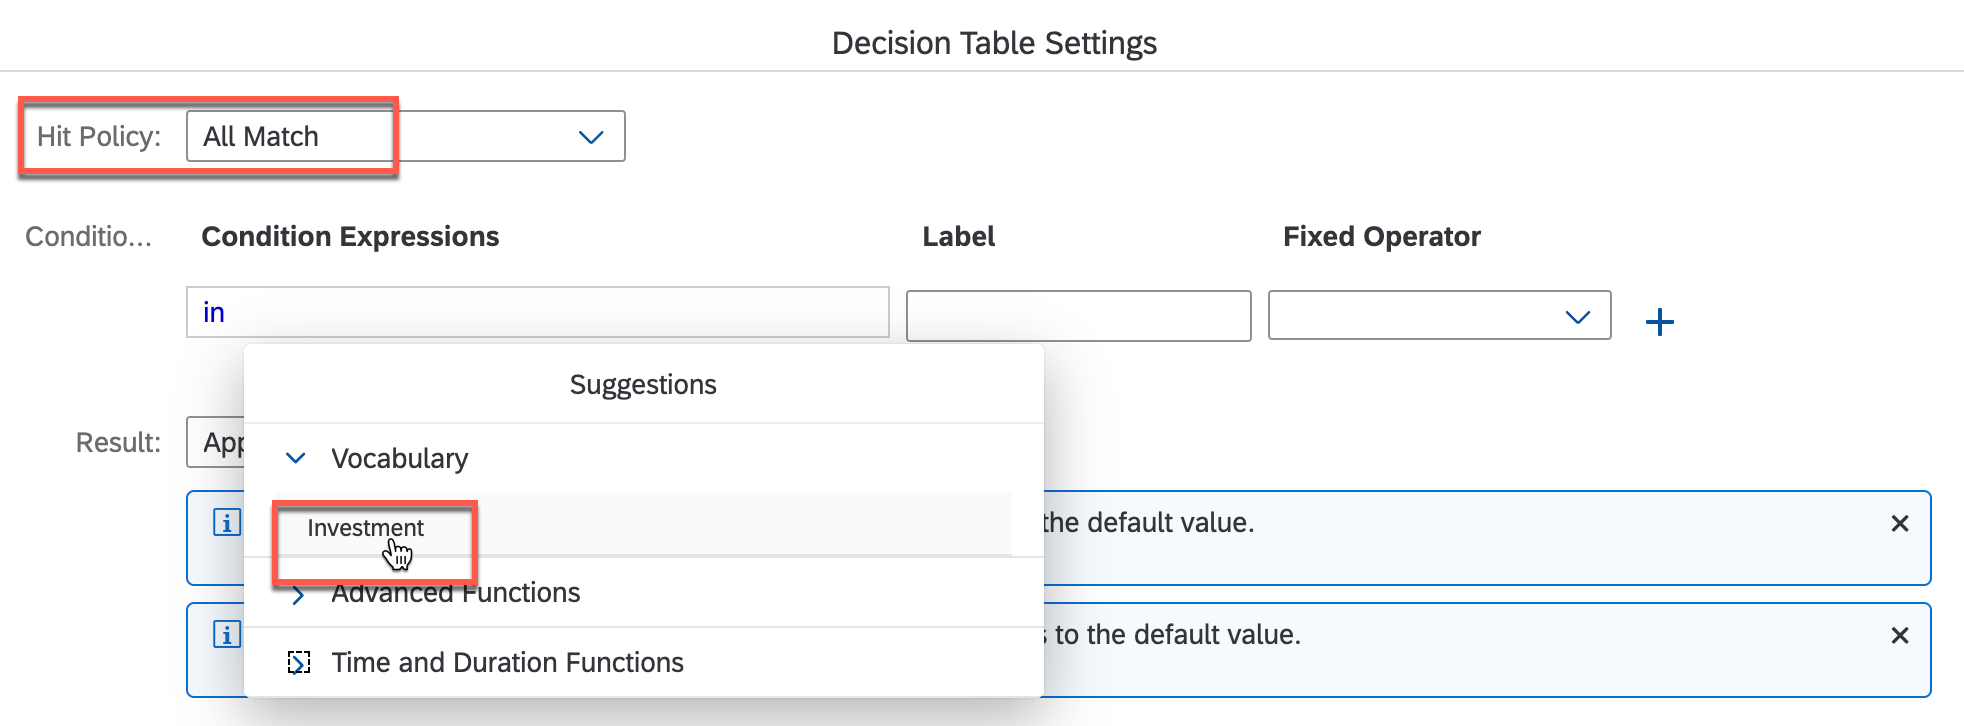 Decision Table Settings
Hit Policy: All Match
Conditio... Condition Expressions Label Fixed Operator
in
Suggestions
Result: App
Vocabulary
Investment
the default value.
Advanced Functions
s to the default value.
Time and Duration Functions